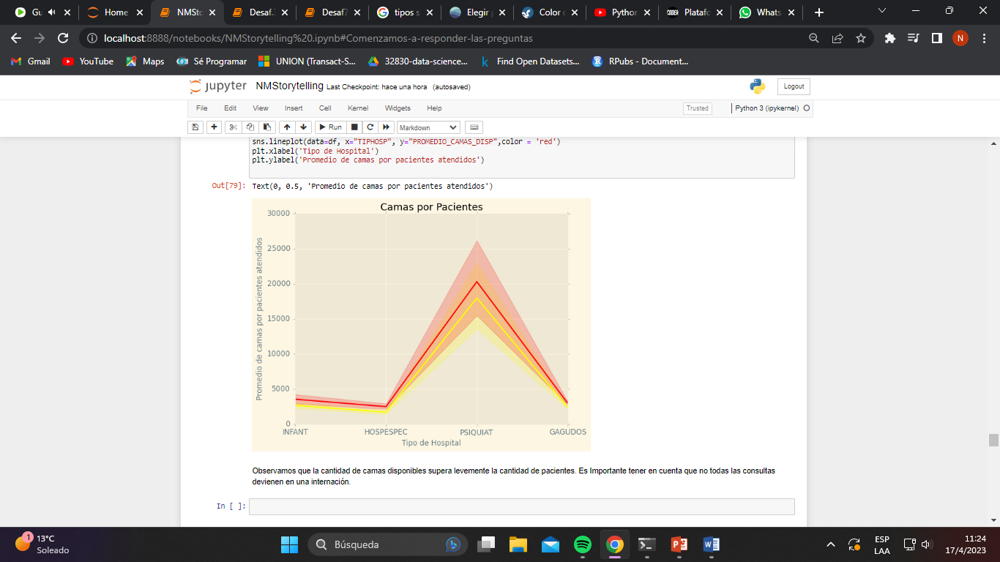 Gu
Home
NMSto
Desaf.
Desaf7
tipos s
Elegir
Color
Python
CODER
Platafo
Whats
localhost:8888/notebooks/NMStorytelling%20.ipynb#Comenzamos-a-responder-las-preguntas
N
Gmail
YouTube
Maps
Sé Programar
UNION (Transact-S...
32830-data-science...
Find Open Datasets...
RPubs - Document...
jupyter NMStorytelling Last Checkpoint: hace una hora (autosaved)
Logout
File Edit View Insert Cell Kernel Widgets Help
Trusted
Python 3 (ipykernel)
Run
Markdown
sns.lineplot(data=df, x="TIPHOSP", y="PROMEDIO_CAMAS_DISP",color = 'red')
plt.xlabel('Tipo de Hospital')
plt.ylabel('Promedio de camas por pacientes atendidos')
Out[79]: Text(0, 0.5, 'Promedio de camas por pacientes atendidos')
Camas por Pacientes
30000
25000
20000
15000
10000
5000
0
Promedio de camas por pacientes atendidos
INFANT HOSPESPEC PSIQUIAT GAGUDOS
Tipo de Hospital
Observamos que la cantidad de camas disponibles supera levemente la cantidad de pacientes. Es Importante tener en cuenta que no todas las consultas
devienen en una internación.
In [ ]:
1
13°C
Soleado
Búsqueda
ESP
LAA
11:24
17/4/2023